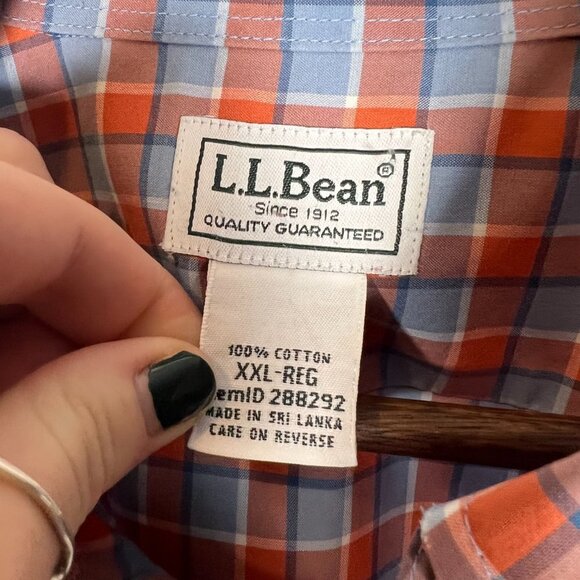 L.L.Bean®
Since 1912
QUALITY GUARANTEED
100% COTTON
XXL-REG
emID 288292
MADE IN SRI LANKA
CARE ON REVERSE